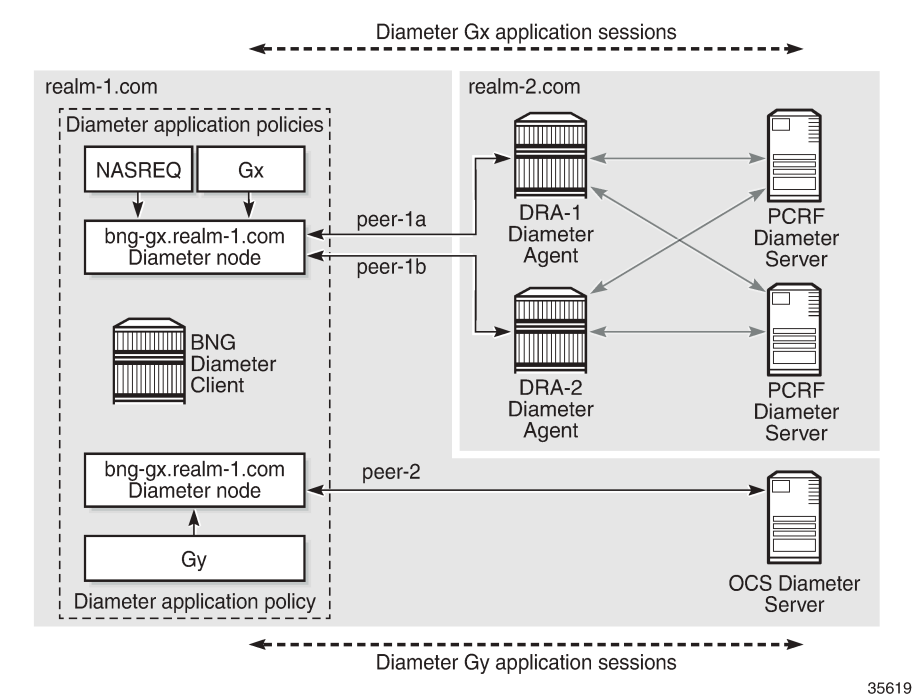 Diameter Gx application sessions
realm-1.com
realm-2.com
Diameter application policies
NASREQ
Gx
bng-gx.realm-1.com
Diameter node
peer-1a
peer-1b
DRA-1
Diameter
Agent
PCRF
Diameter
Server
BNG
Diameter
Client
DRA-2
Diameter
Agent
PCRF
Diameter
Server
bng-gx.realm-1.com
Diameter node
peer-2
Gy
Diameter application policy
OCS Diameter
Server
Diameter Gy application sessions
35619